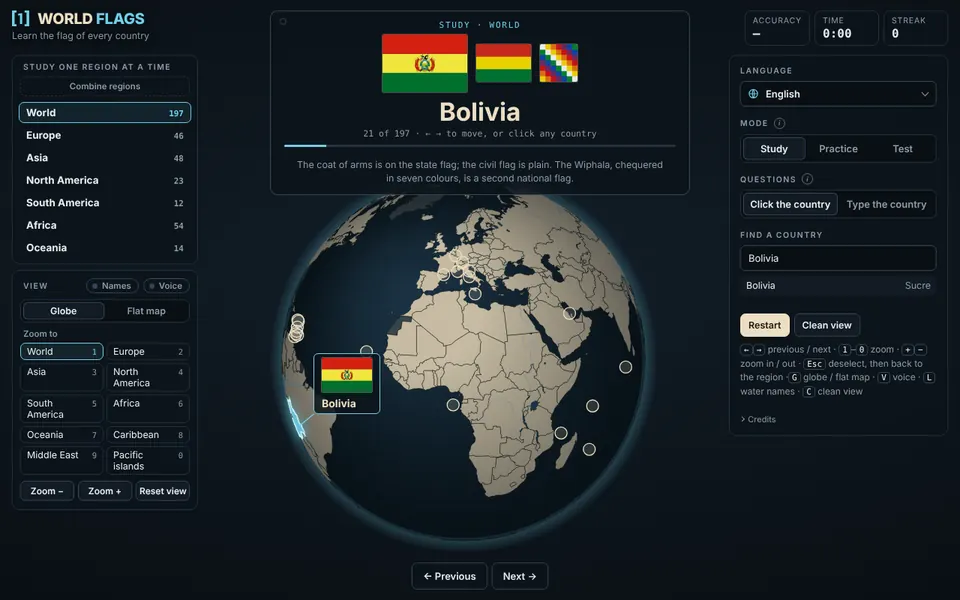 [1] WORLD FLAGS
Learn the flag of every country
STUDY ONE REGION AT A TIME
Combine regions
World 197
Europe 46
Asia 48
North America 23
South America 12
Africa 54
Oceania 14
VIEW Names Voice
Globe Flat map
Zoom to
World 1 Europe 2
Asia 3 North America 4
South America 5 Africa 6
Oceania 7 Caribbean 8
Middle East 9 Pacific islands 0
Zoom − Zoom + Reset view
STUDY · WORLD
Bolivia
21 of 197 · ← → to move, or click any country
The coat of arms is on the state flag; the civil flag is plain. The Wiphala, chequered
in seven colours, is a second national flag.
Bolivia
← Previous Next →
ACCURACY TIME STREAK
— 0:00 0
LANGUAGE
English
MODE i
Study Practice Test
QUESTIONS i
Click the country Type the country
FIND A COUNTRY
Bolivia
Bolivia Sucre
Restart Clean view
← → previous / next · 1–0 zoom · + −
zoom in / out · Esc deselect, then back to
the region · G globe / flat map · V voice · L
water names · C clean view
> Credits